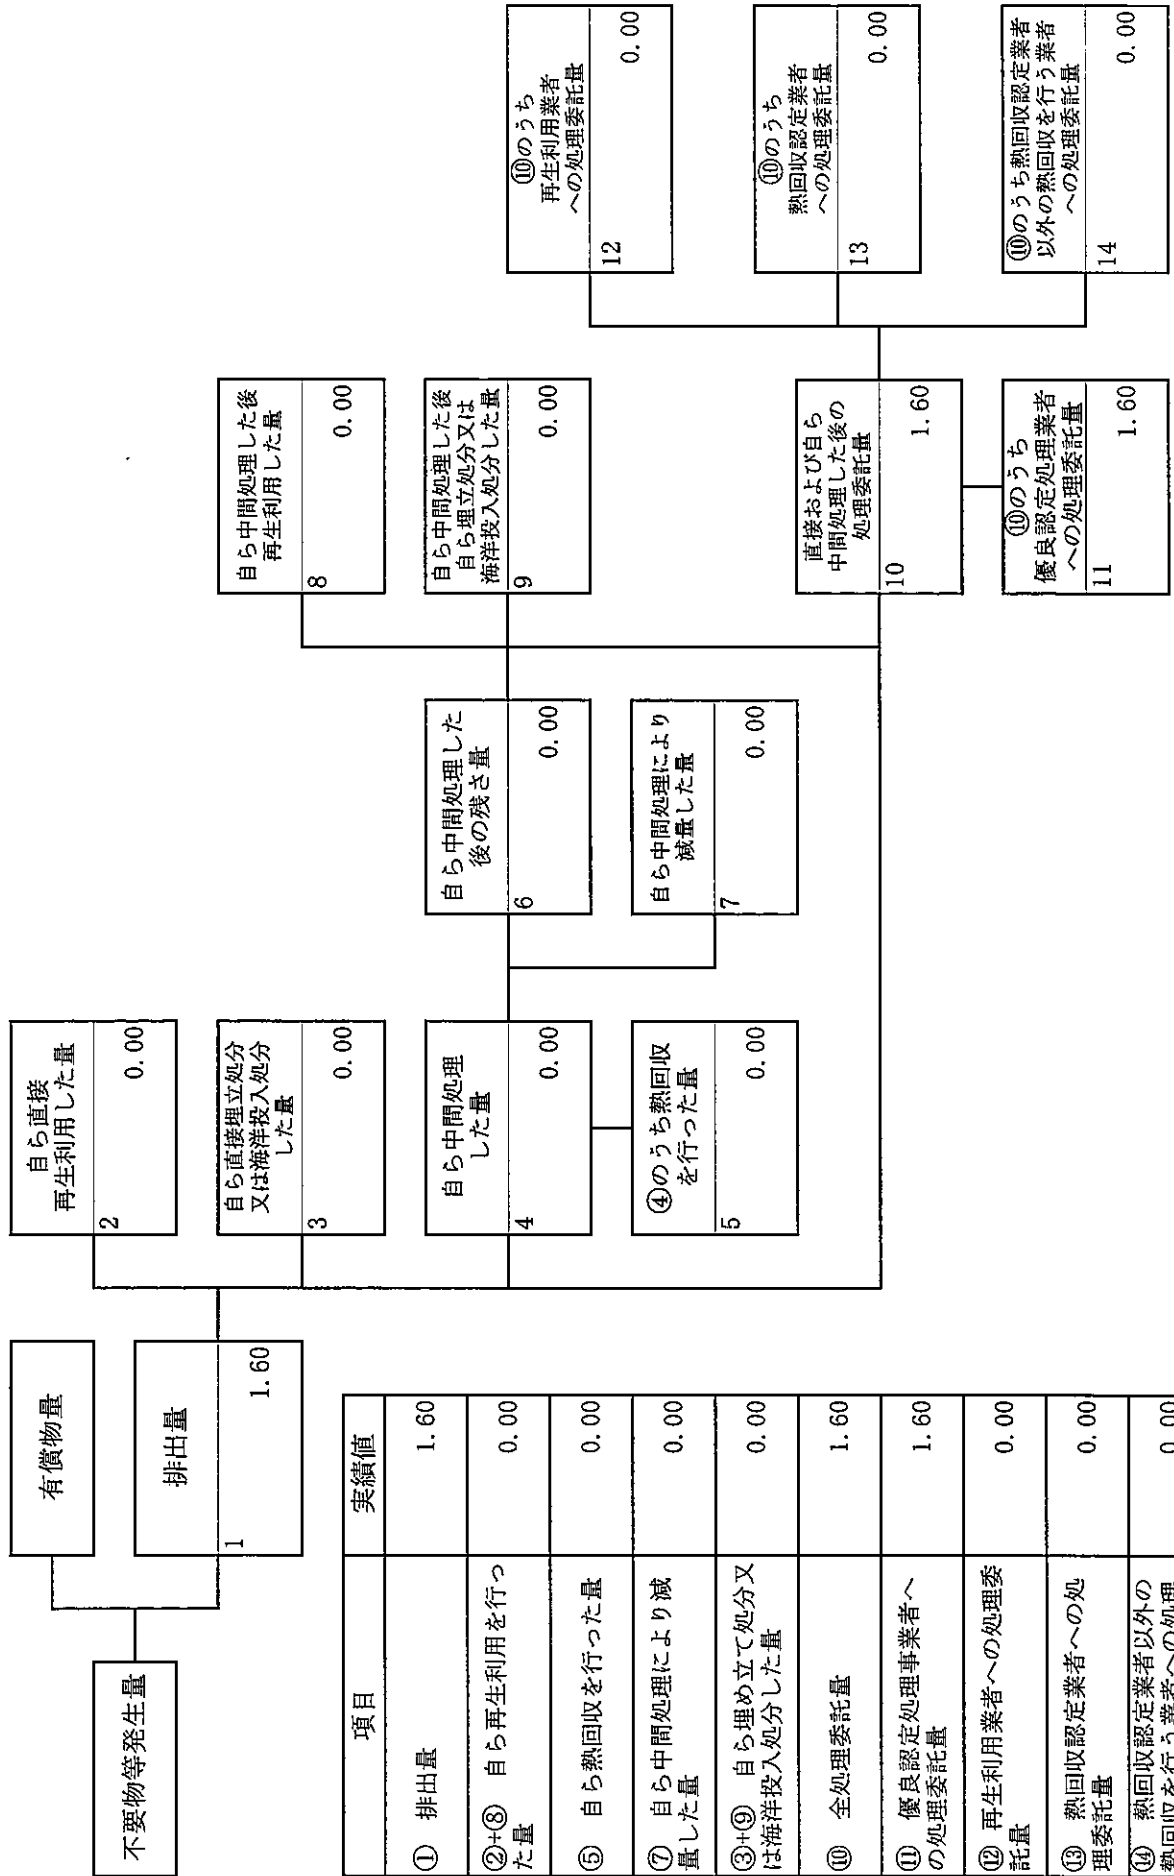 不要物等発生量
有償物量
排出量
1
1.60
自ら直接
再生利用した量
2
0.00
自ら直接埋立処分
又は海洋投入処分
した量
3
0.00
自ら中間処理
した量
4
0.00
④のうち熱回収
を行った量
5
0.00
自ら中間処理した
後の残さ量
6
0.00
自ら中間処理により
減量した量
7
0.00
自ら中間処理した後
再生利用した量
8
0.00
自ら中間処理した後
自ら埋立処分又は
海洋投入処分した量
9
0.00
直接および自ら
中間処理した後の
処理委託量
10
1.60
⑩のうち
優良認定処理業者
への処理委託量
11
1.60
⑩のうち
再生利用業者
への処理委託量
12
0.00
⑩のうち
熱回収認定業者
への処理委託量
13
0.00
⑩のうち熱回収認定業者
以外の熱回収を行う業者
への処理委託量
14
0.00
項目 実績値
① 排出量 1.60
②+⑧ 自ら再生利用を行っ
た量 0.00
⑤ 自ら熱回収を行った量 0.00
⑦ 自ら中間処理により減
量した量 0.00
③+⑨ 自ら埋め立て処分又
は海洋投入処分した量 0.00
⑩ 全処理委託量 1.60
⑪ 優良認定処理事業者へ
の処理委託量 1.60
⑫ 再生利用業者への処理委
託量 0.00
⑬ 熱回収認定業者への処
理委託量 0.00
⑭ 熱回収認定業者以外の
熱回収を行う業者への処理
0.00